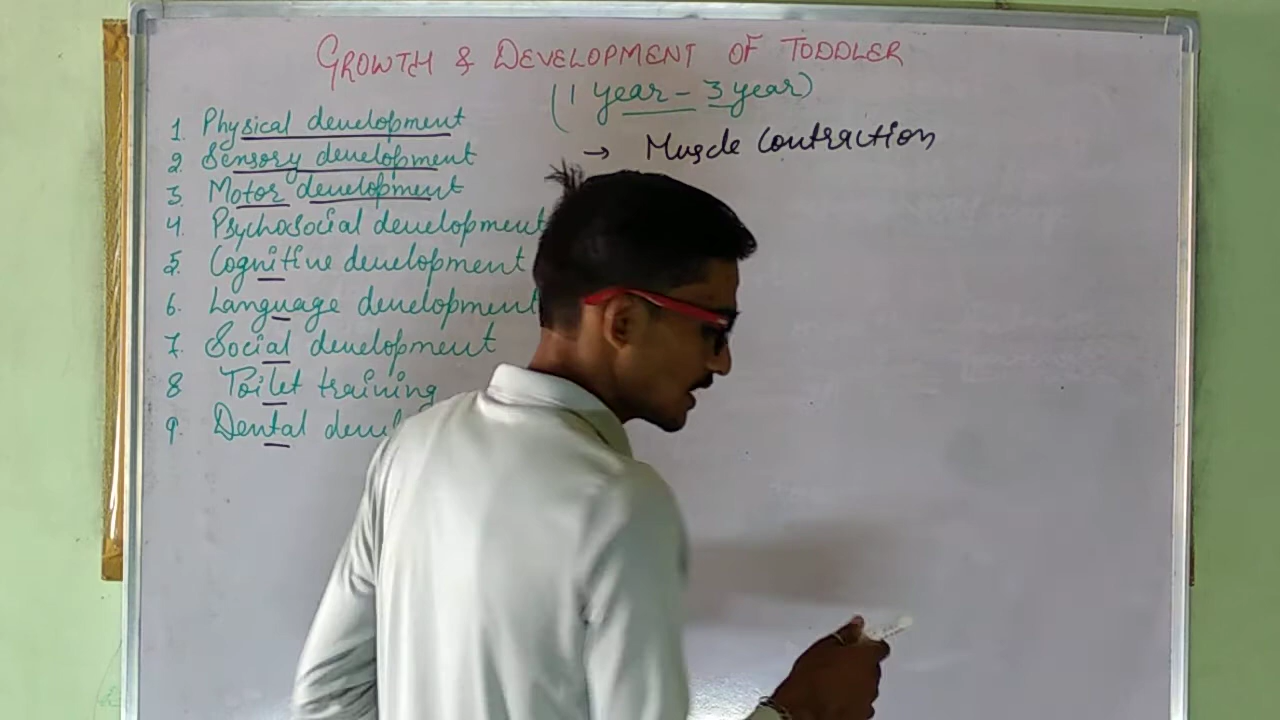 GROWTH & DEVELOPMENT OF TODDLER
(1 year - 3 year)
1. Physical development
2. Sensory development
3. Motor development
4. Psychosocial development
5. Cognitive development
6. Language development
7. Social development
8 Toilet training
9. Dental devel
→ Muscle Contraction